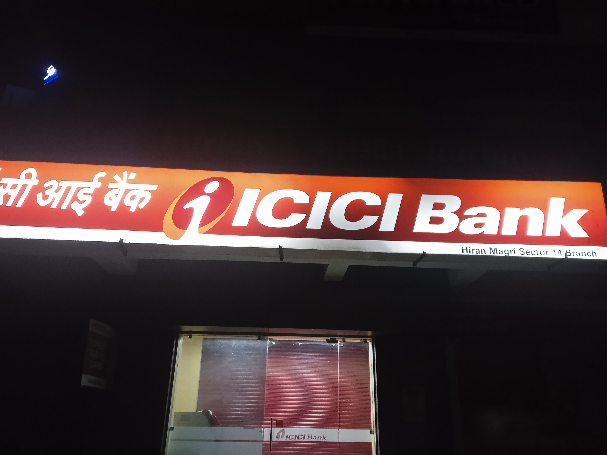 सी आई बैंक
ICICI Bank
Hiran Magri Sector 14 Branch
ICICI Bank